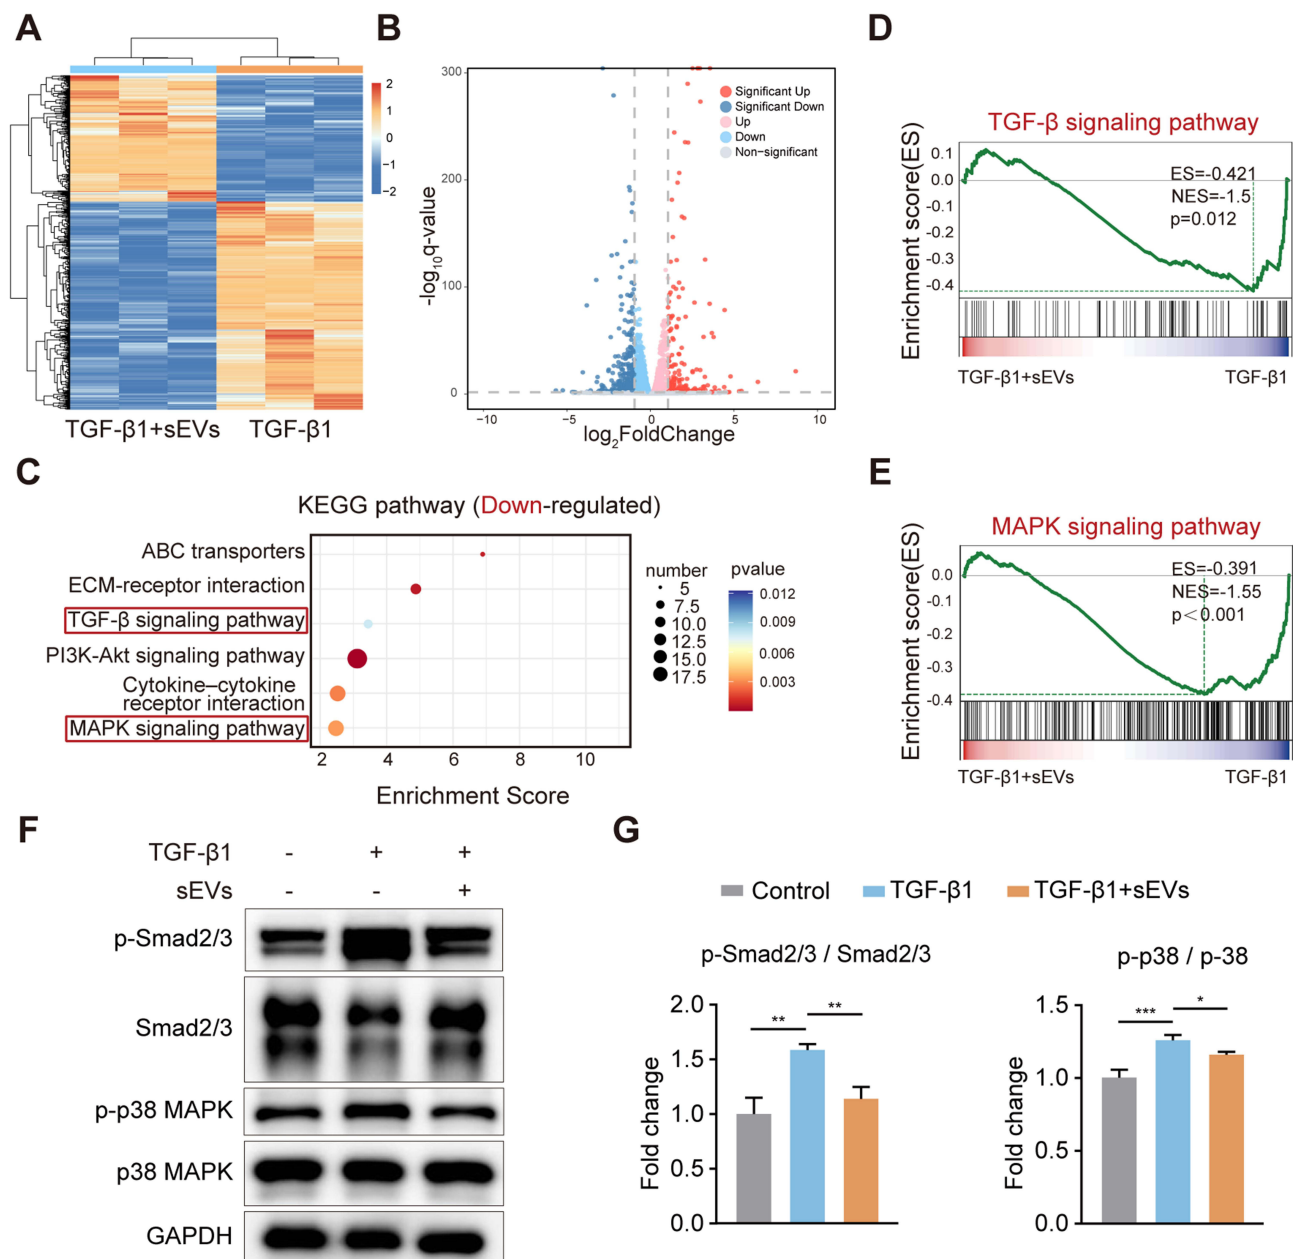 A
2
1
0
−1
−2
TGF-β1+sEVs
TGF-β1
B
300
200
100
0
-log10q-value
−10
−5
0
5
10
log2FoldChange
Significant Up
Significant Down
Up
Down
Non−significant
C
KEGG pathway (Down-regulated)
ABC transporters
ECM-receptor interaction
TGF-β signaling pathway
PI3K-Akt signaling pathway
Cytokine–cytokine
receptor interaction
MAPK signaling pathway
2
4
6
8
10
Enrichment Score
number
5
7.5
10.0
12.5
15.0
17.5
pvalue
0.012
0.009
0.006
0.003
D
TGF-β signaling pathway
Enrichment score(ES)
0.1
0.0
-0.1
-0.2
-0.3
-0.4
ES=-0.421
NES=-1.5
p=0.012
TGF-β1+sEVs
TGF-β1
E
MAPK signaling pathway
Enrichment score(ES)
0.0
-0.1
-0.2
-0.3
-0.4
ES=-0.391
NES=-1.55
p<0.001
TGF-β1+sEVs
TGF-β1
F
TGF-β1 - + +
sEVs - - +
p-Smad2/3
Smad2/3
p-p38 MAPK
p38 MAPK
GAPDH
G
Control
TGF-β1
TGF-β1+sEVs
p-Smad2/3 / Smad2/3
Fold change
2.0
1.5
1.0
0.5
0.0
**
**
p-p38 / p-38
Fold change
1.5
1.0
0.5
0.0
***
*